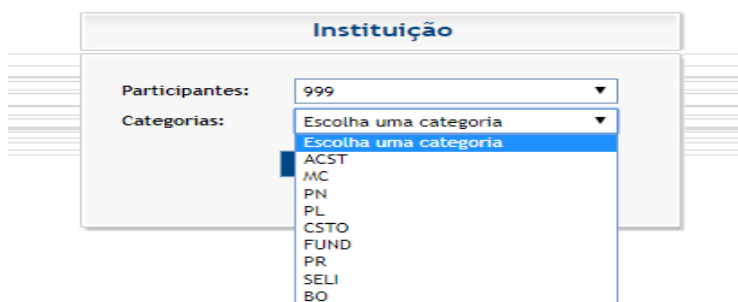 Instituição
Participantes: 999
Categorias: Escolha uma categoria
Escolha uma categoria
ACST
MC
PN
PL
CSTO
FUND
PR
SELI
BO